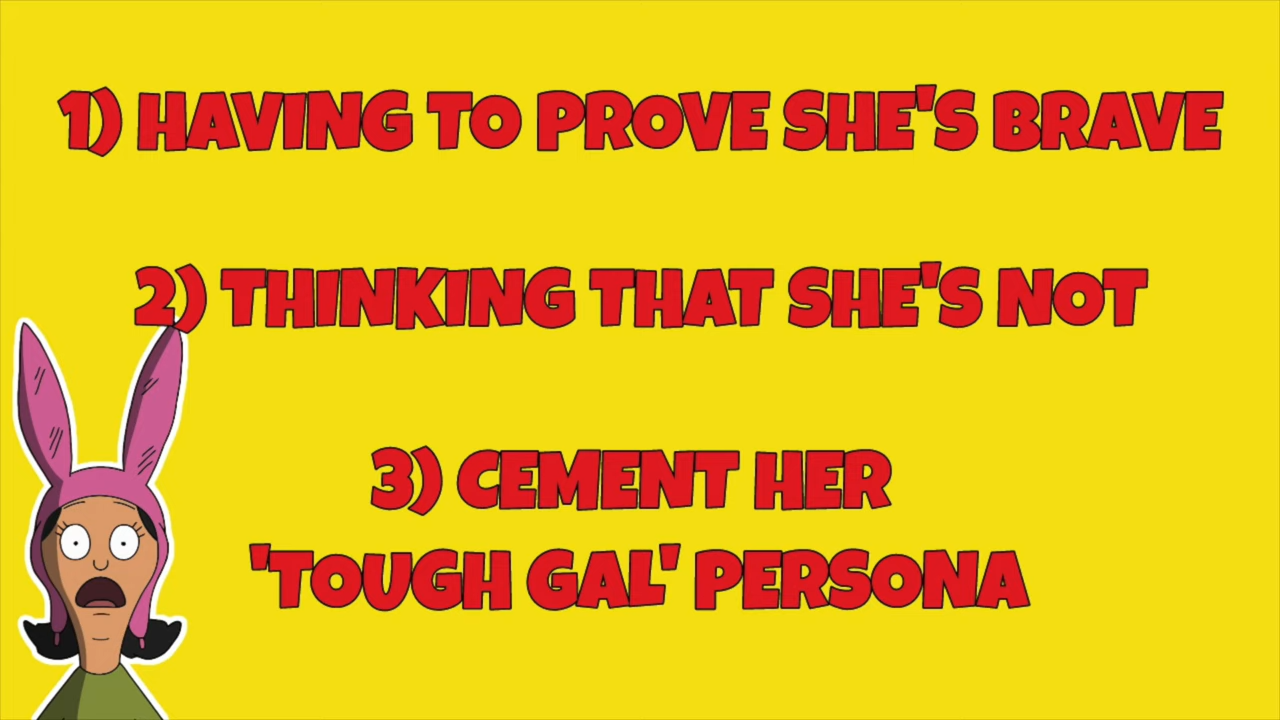 1) HAVING TO PROVE SHE'S BRAVE
2) THINKING THAT SHE'S NOT
3) CEMENT HER
'TOUGH GAL' PERSONA